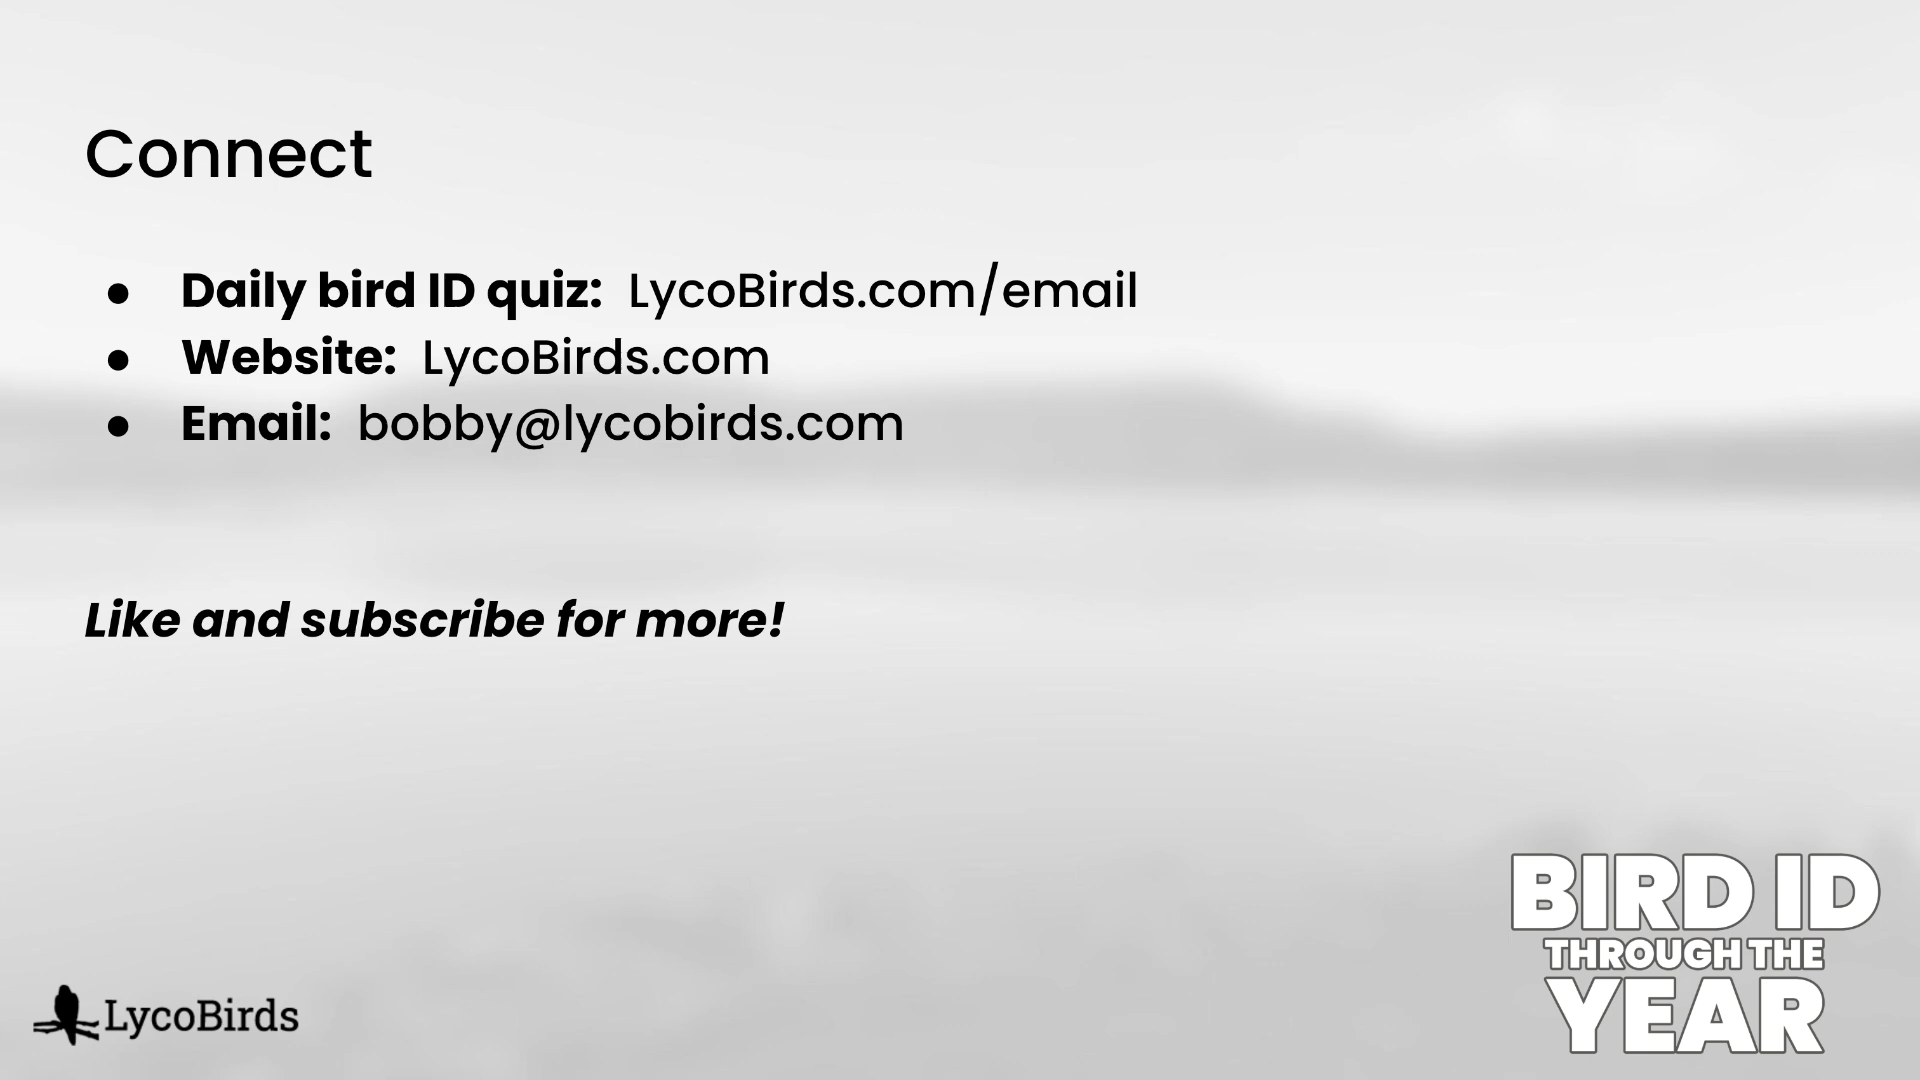 Connect
● Daily bird ID quiz: LycoBirds.com/email
● Website: LycoBirds.com
● Email: bobby@lycobirds.com
Like and subscribe for more!
LycoBirds
BIRD ID
THROUGH THE
YEAR